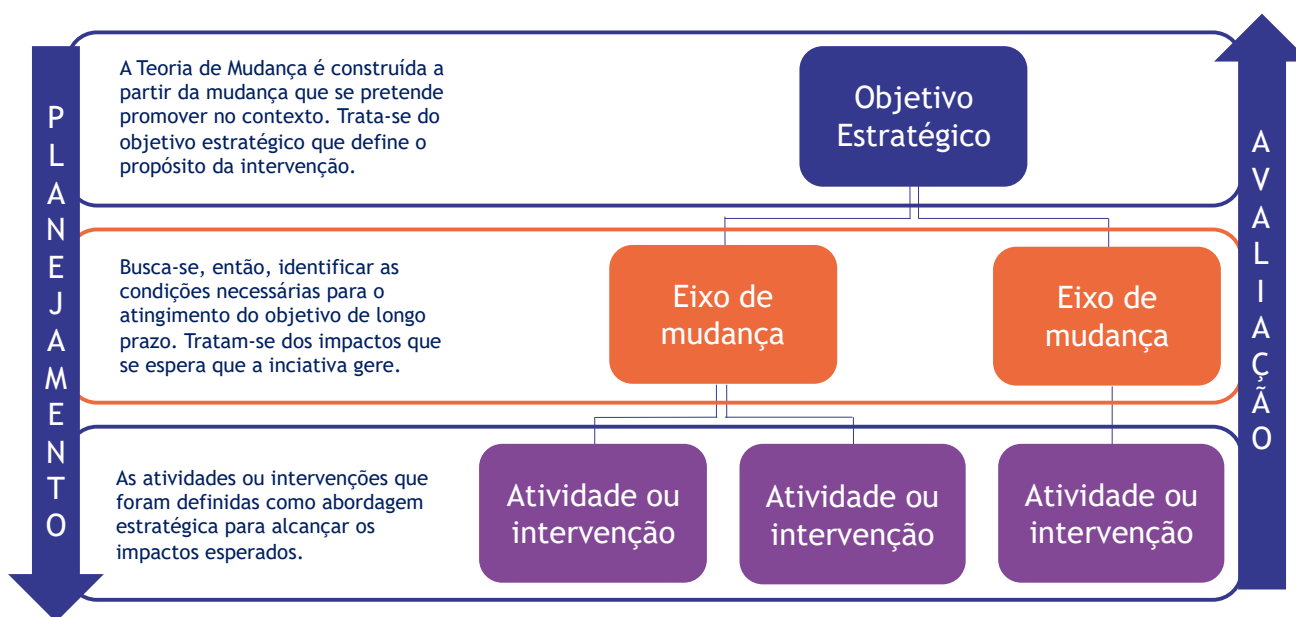 PLANEJAMENTO
A Teoria de Mudança é construída a
partir da mudança que se pretende
promover no contexto. Trata-se do
objetivo estratégico que define o
propósito da intervenção.
Objetivo
Estratégico
AVALIAÇÃO
Busca-se, então, identificar as
condições necessárias para o
atingimento do objetivo de longo
prazo. Tratam-se dos impactos que
se espera que a inciativa gere.
Eixo de
mudança
Eixo de
mudança
As atividades ou intervenções que
foram definidas como abordagem
estratégica para alcançar os
impactos esperados.
Atividade ou
intervenção
Atividade ou
intervenção
Atividade ou
intervenção